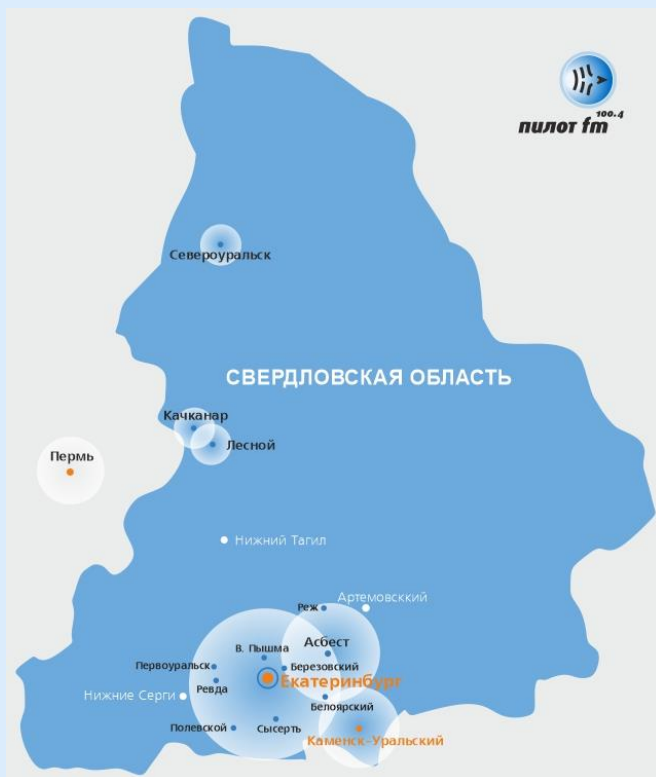 100.4
пилот fm
Североуральск
СВЕРДЛОВСКАЯ ОБЛАСТЬ
Качканар
Лесной
Пермь
Нижний Тагил
Артемовсккий
Реж
Асбест
В. Пышма
Березовский
Первоуральск
Екатеринбург
Ревда
Нижние Серги
Белоярский
Полевской
Сысерть
Каменск-Уральский